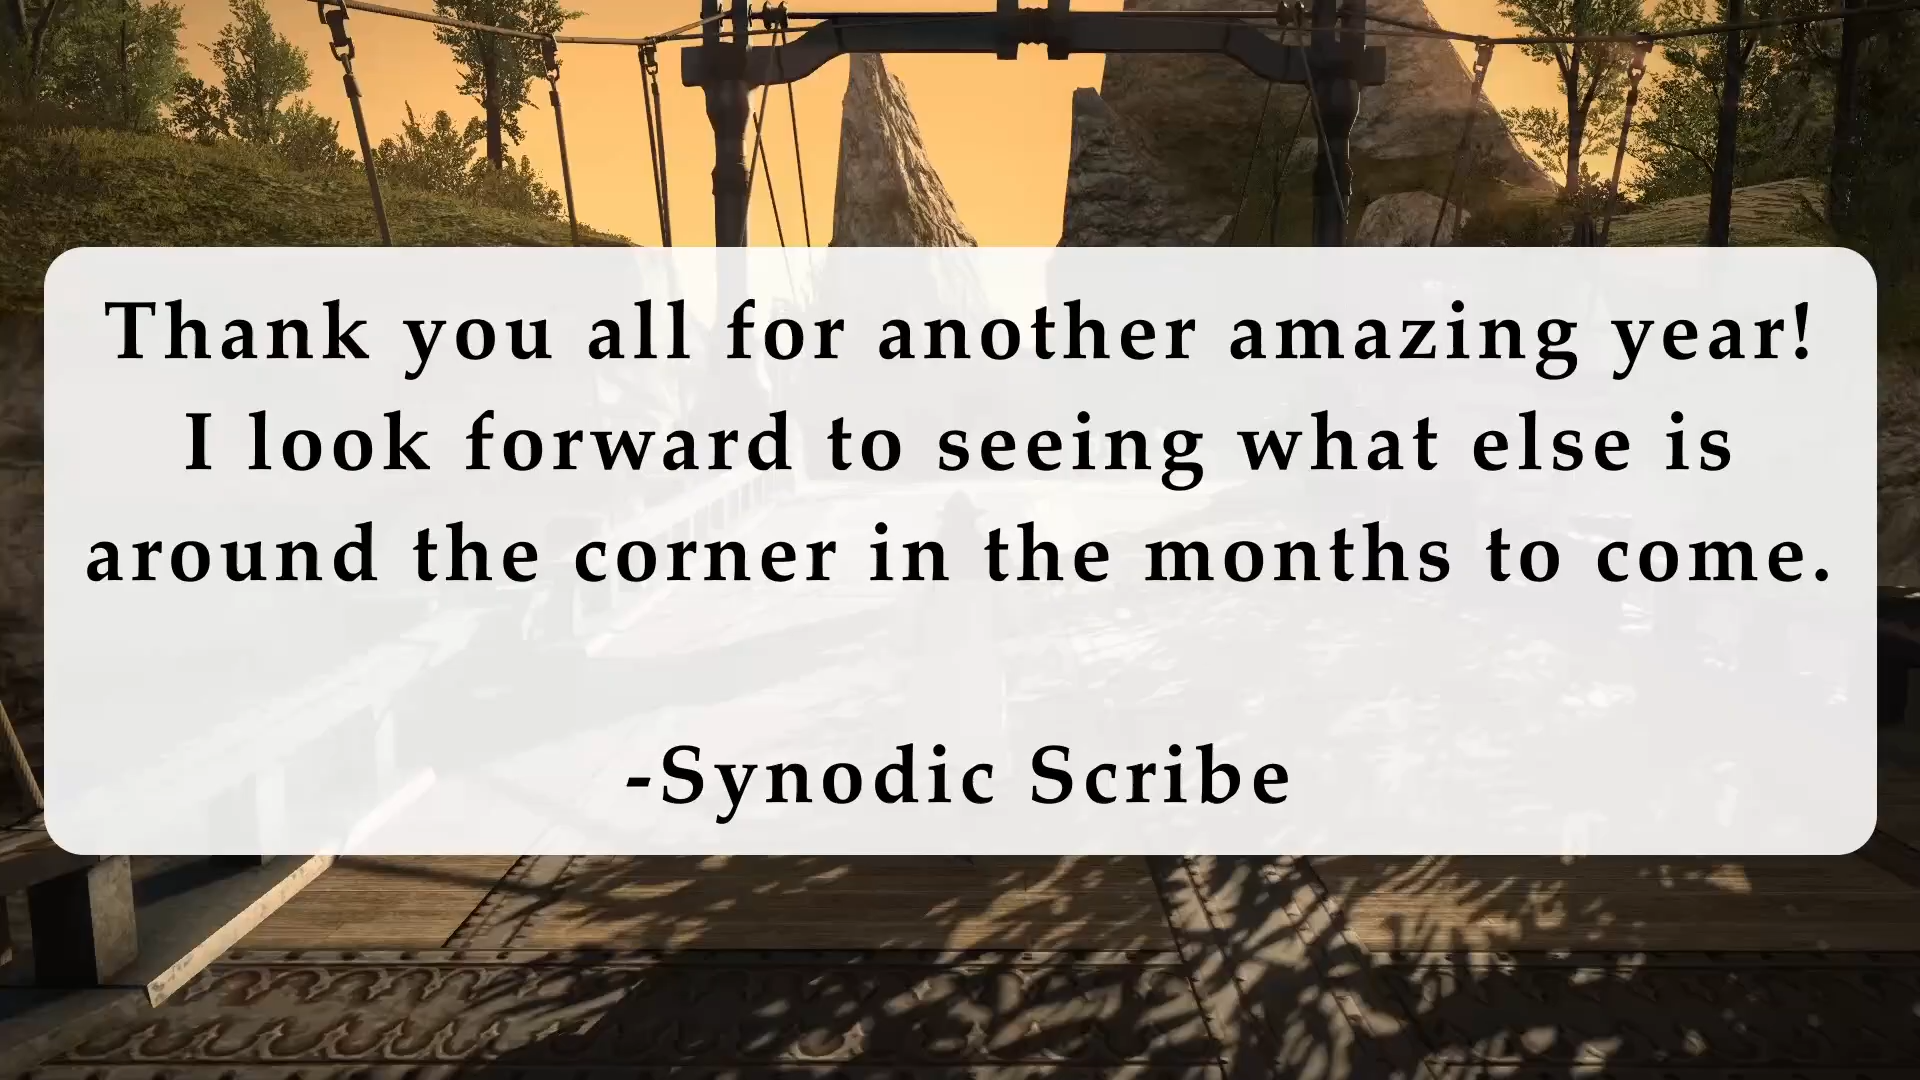 Thank you all for another amazing year!
I look forward to seeing what else is
around the corner in the months to come.
-Synodic Scribe